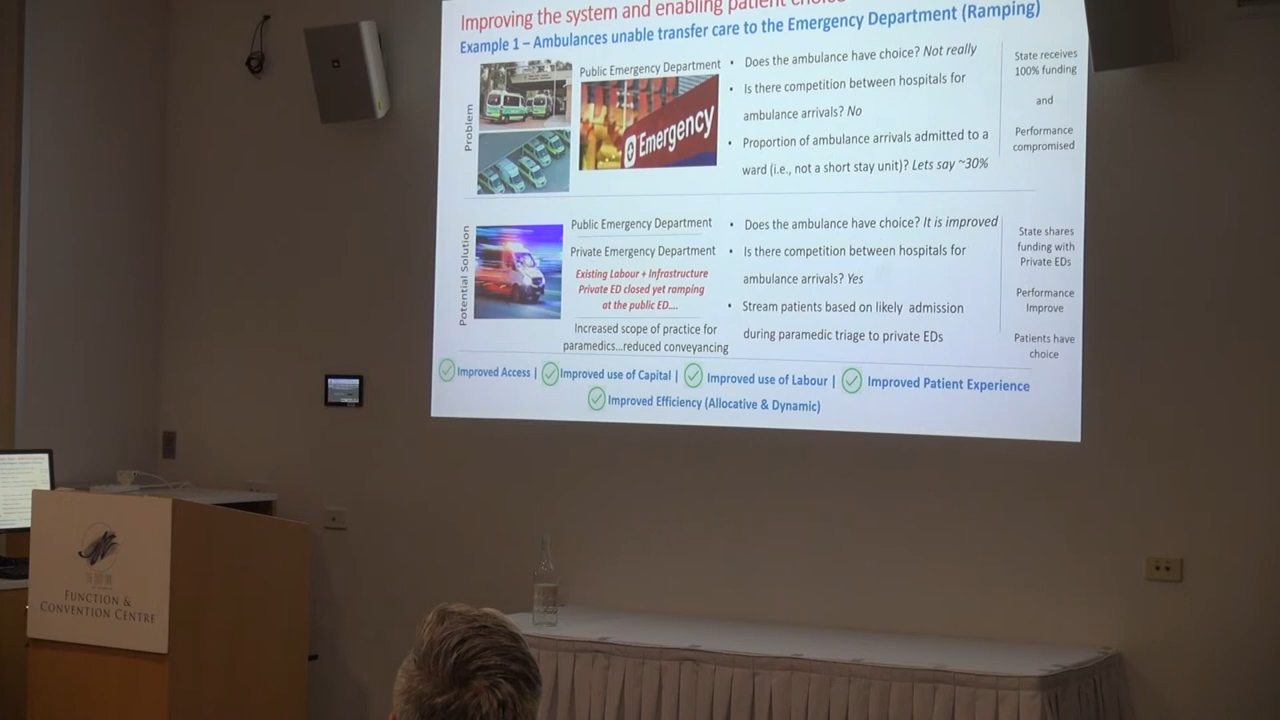 Improving the system and enabling patient choice
Example 1 – Ambulances unable transfer care to the Emergency Department (Ramping)
Problem
Public Emergency Department
Emergency
• Does the ambulance have choice? Not really
• Is there competition between hospitals for
ambulance arrivals? No
• Proportion of ambulance arrivals admitted to a
ward (i.e., not a short stay unit)? Lets say ~30%
State receives
100% funding
and
Performance
compromised
Potential Solution
Public Emergency Department
Private Emergency Department
Existing Labour + Infrastructure
Private ED closed yet ramping
at the public ED....
Increased scope of practice for
paramedics...reduced conveyancing
• Does the ambulance have choice? It is improved
• Is there competition between hospitals for
ambulance arrivals? Yes
• Stream patients based on likely admission
during paramedic triage to private EDs
State shares
funding with
Private EDs
Performance
Improve
Patients have
choice
Improved Access | Improved use of Capital | Improved use of Labour | Improved Patient Experience
Improved Efficiency (Allocative & Dynamic)
FUNCTION &
CONVENTION CENTRE